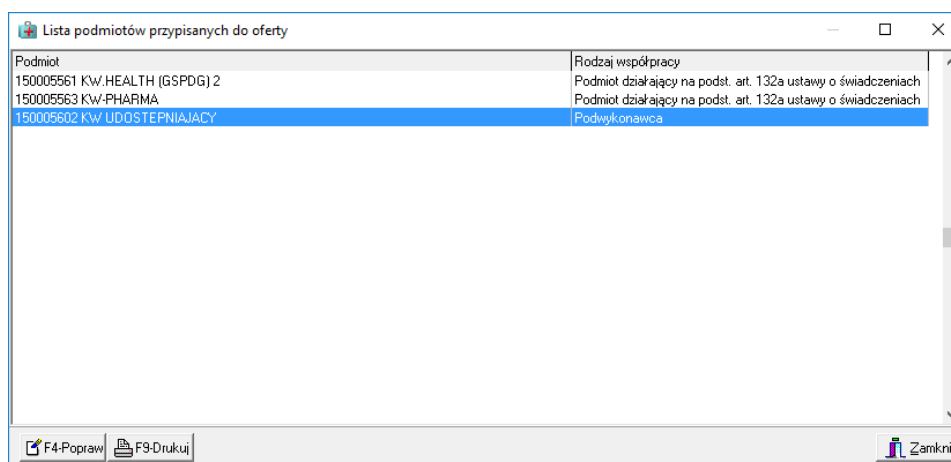 Lista podmiotów przypisanych do oferty
Podmiot Rodzaj współpracy
150005561 KW.HEALTH (GSPDG) 2 Podmiot działający na podst. art. 132a ustawy o świadczeniach
150005563 KW-PHARMA Podmiot działający na podst. art. 132a ustawy o świadczeniach
150005602 KW UDOSTEPNIAJACY Podwykonawca
F4-Popraw F9-Drukuj Zamkni